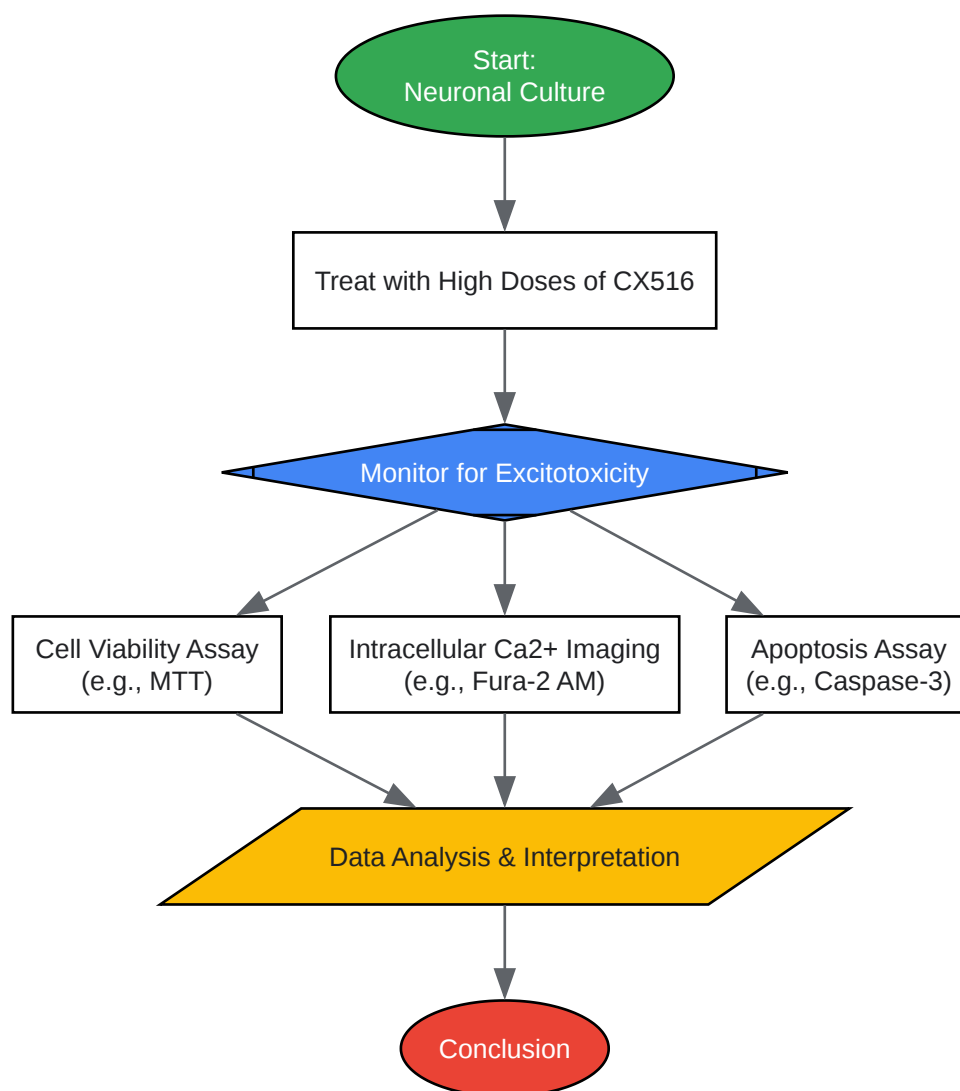 Start:
Neuronal Culture
Treat with High Doses of CX516
Monitor for Excitotoxicity
Cell Viability Assay
(e.g., MTT)
Intracellular Ca2+ Imaging
(e.g., Fura-2 AM)
Apoptosis Assay
(e.g., Caspase-3)
Data Analysis & Interpretation
Conclusion